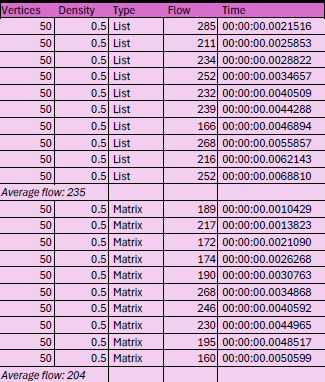 Vertices Density Type Flow Time
50 0.5 List 285 00:00:00.0021516
50 0.5 List 211 00:00:00.0025853
50 0.5 List 234 00:00:00.0028822
50 0.5 List 252 00:00:00.0034657
50 0.5 List 232 00:00:00.0040509
50 0.5 List 239 00:00:00.0044288
50 0.5 List 166 00:00:00.0046894
50 0.5 List 268 00:00:00.0055857
50 0.5 List 216 00:00:00.0062143
50 0.5 List 252 00:00:00.0068810
Average flow: 235
50 0.5 Matrix 189 00:00:00.0010429
50 0.5 Matrix 217 00:00:00.0013823
50 0.5 Matrix 172 00:00:00.0021090
50 0.5 Matrix 174 00:00:00.0026268
50 0.5 Matrix 190 00:00:00.0030763
50 0.5 Matrix 268 00:00:00.0034868
50 0.5 Matrix 246 00:00:00.0040592
50 0.5 Matrix 230 00:00:00.0044965
50 0.5 Matrix 195 00:00:00.0048517
50 0.5 Matrix 160 00:00:00.0050599
Average flow: 204